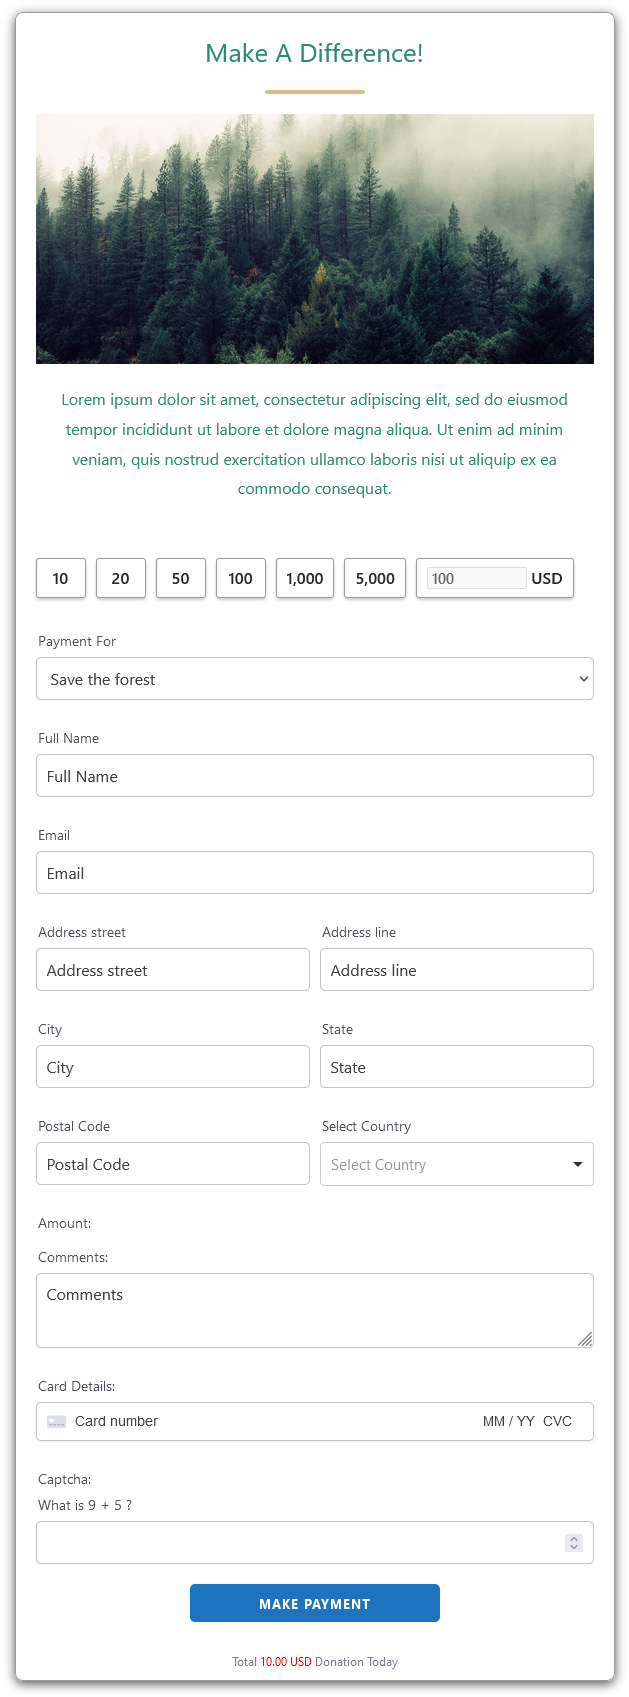 Make A Difference!
Lorem ipsum dolor sit amet, consectetur adipiscing elit, sed do eiusmod
tempor incididunt ut labore et dolore magna aliqua. Ut enim ad minim
veniam, quis nostrud exercitation ullamco laboris nisi ut aliquip ex ea
commodo consequat.
10 20 50 100 1,000 5,000 100 USD
Payment For
Save the forest
Full Name
Full Name
Email
Email
Address street Address line
Address street Address line
City State
City State
Postal Code Select Country
Postal Code Select Country
Amount:
Comments:
Comments
Card Details:
Card number MM / YY CVC
Captcha:
What is 9 + 5 ?
MAKE PAYMENT
Total 10.00 USD Donation Today